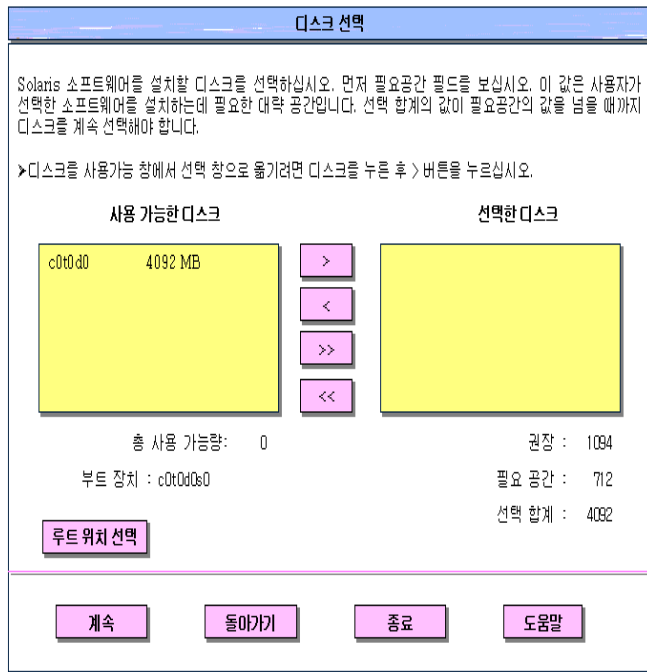 디스크 선택
Solaris 소프트웨어를 설치할 디스크를 선택하십시오. 먼저 필요공간 필드를 보십시오. 이 값은 사용자가
선택한 소프트웨어를 설치하는데 필요한 대략 공간입니다. 선택 합계의 값이 필요공간의 값을 넘을 때까지
디스크를 계속 선택해야 합니다.
➤디스크를 사용가능 창에서 선택 창으로 옮기려면 디스크를 누른 후 > 버튼을 누르십시오.
사용 가능한 디스크
선택한 디스크
c0t0d0 4092 MB
>
<
>>
<<
총 사용 가능량: 0
권장 : 1094
부트 장치 : c0t0d0s0
필요 공간 : 712
선택 합계 : 4092
루트 위치 선택
계속
돌아가기
종료
도움말